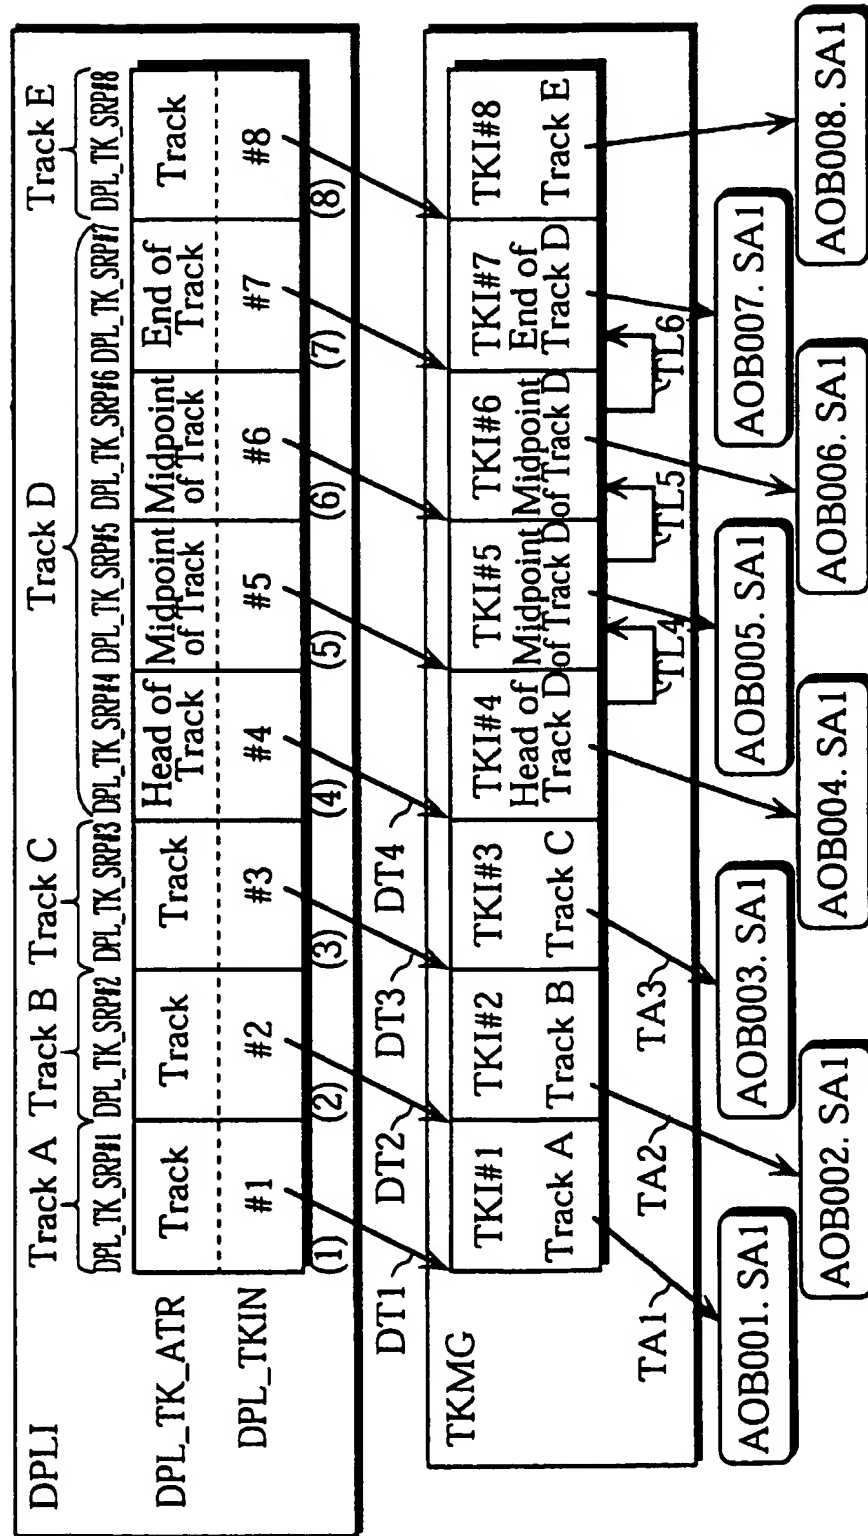 DPLI
Track A
Track B
Track C
Track D
Track E
DPL_TK_SRP#1
DPL_TK_SRP#2
DPL_TK_SRP#3
DPL_TK_SRP#4
DPL_TK_SRP#5
DPL_TK_SRP#6
DPL_TK_SRP#7
DPL_TK_SRP#8
DPL_TK_ATR
Track
Track
Track
Head of
Track
Midpoint
of Track
Midpoint
of Track
End of
Track
Track
DPL_TKIN
#1
#2
#3
#4
#5
#6
#7
#8
(1)
(2)
(3)
(4)
(5)
(6)
(7)
(8)
DT1
DT2
DT3
DT4
TKMG
TKI#1
Track A
TKI#2
Track B
TKI#3
Track C
TKI#4
Head of
Track D
TKI#5
Midpoint
of Track D
TKI#6
Midpoint
of Track D
TKI#7
End of
Track D
TKI#8
Track E
TA1
TA2
TA3
TL4
TL5
TL6
AOB001. SA1
AOB002. SA1
AOB003. SA1
AOB004. SA1
AOB005. SA1
AOB006. SA1
AOB007. SA1
AOB008. SA1